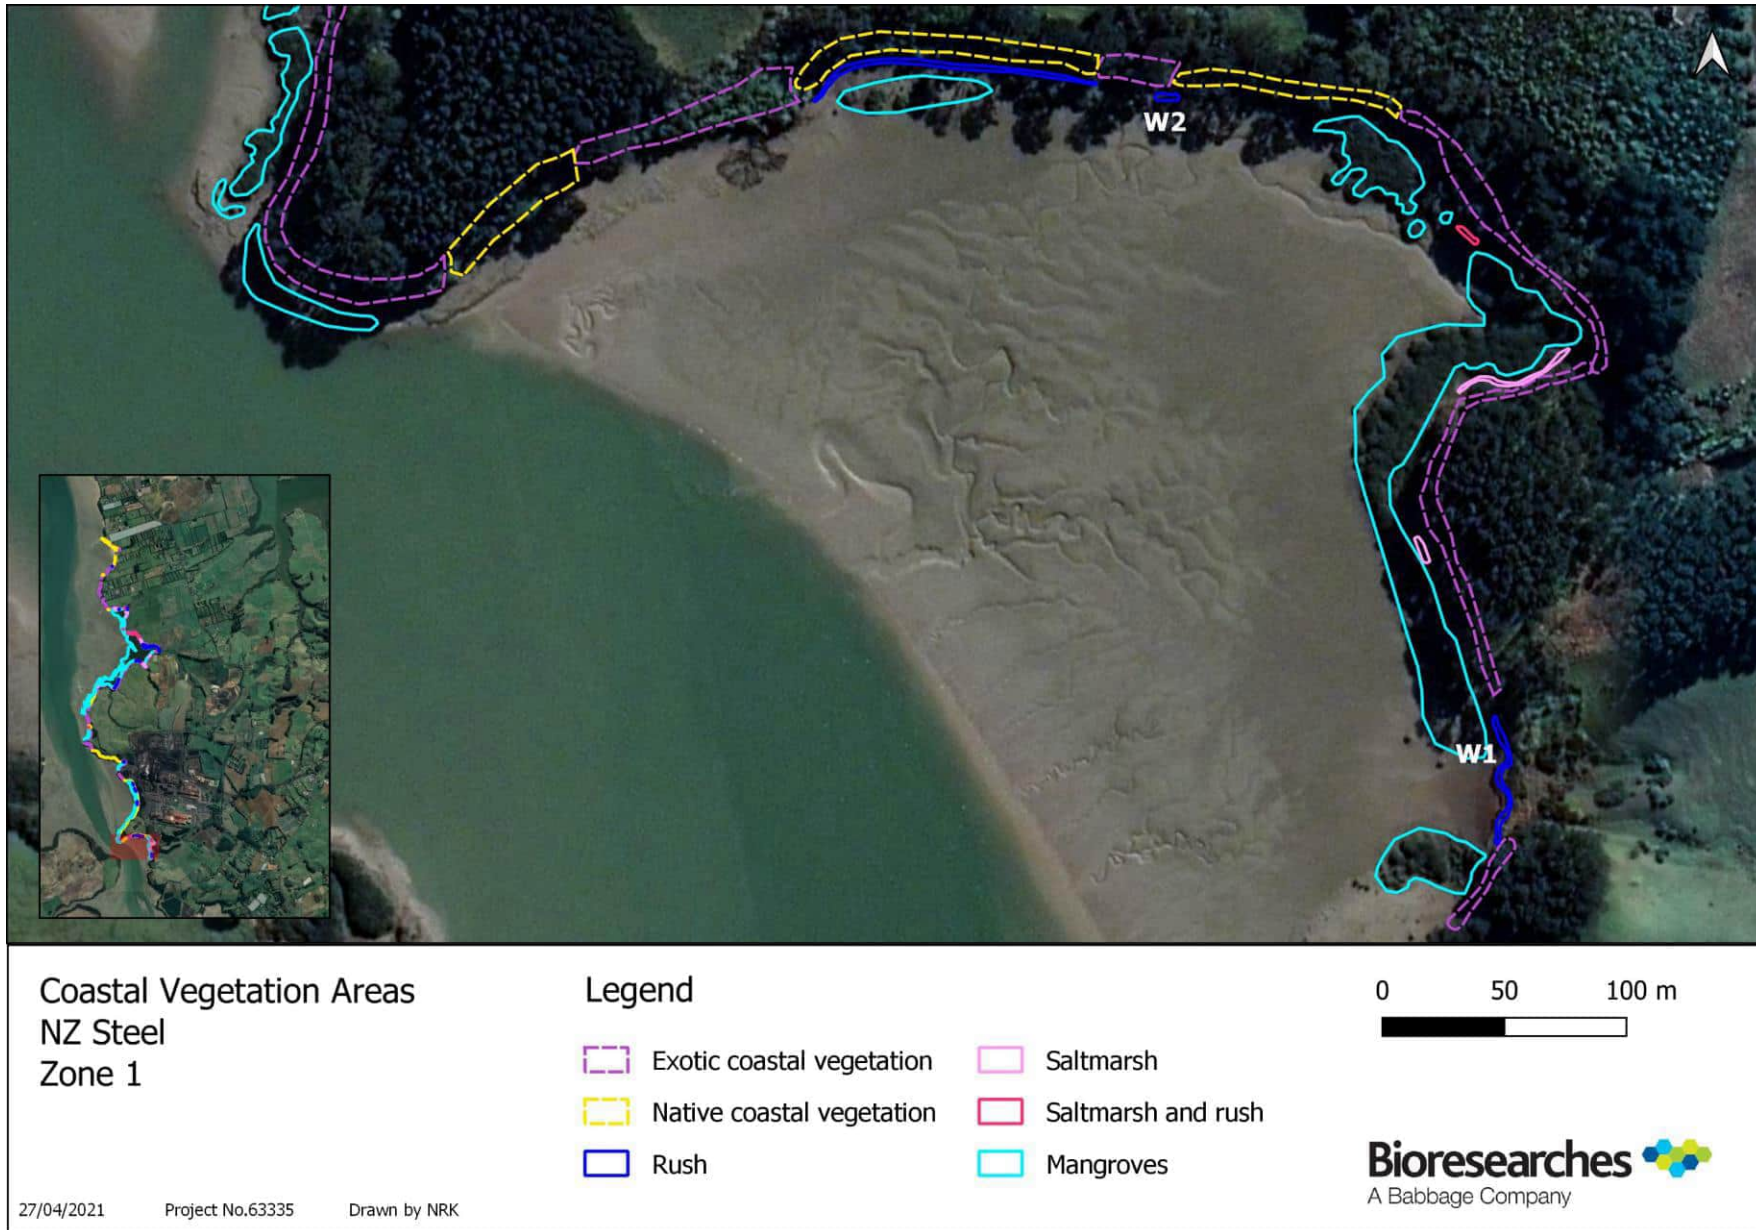 W2
W1
Coastal Vegetation Areas
NZ Steel
Zone 1
Legend
Exotic coastal vegetation
Native coastal vegetation
Rush
Saltmarsh
Saltmarsh and rush
Mangroves
0 50 100 m
Bioresearches
A Babbage Company
27/04/2021 Project No.63335 Drawn by NRK